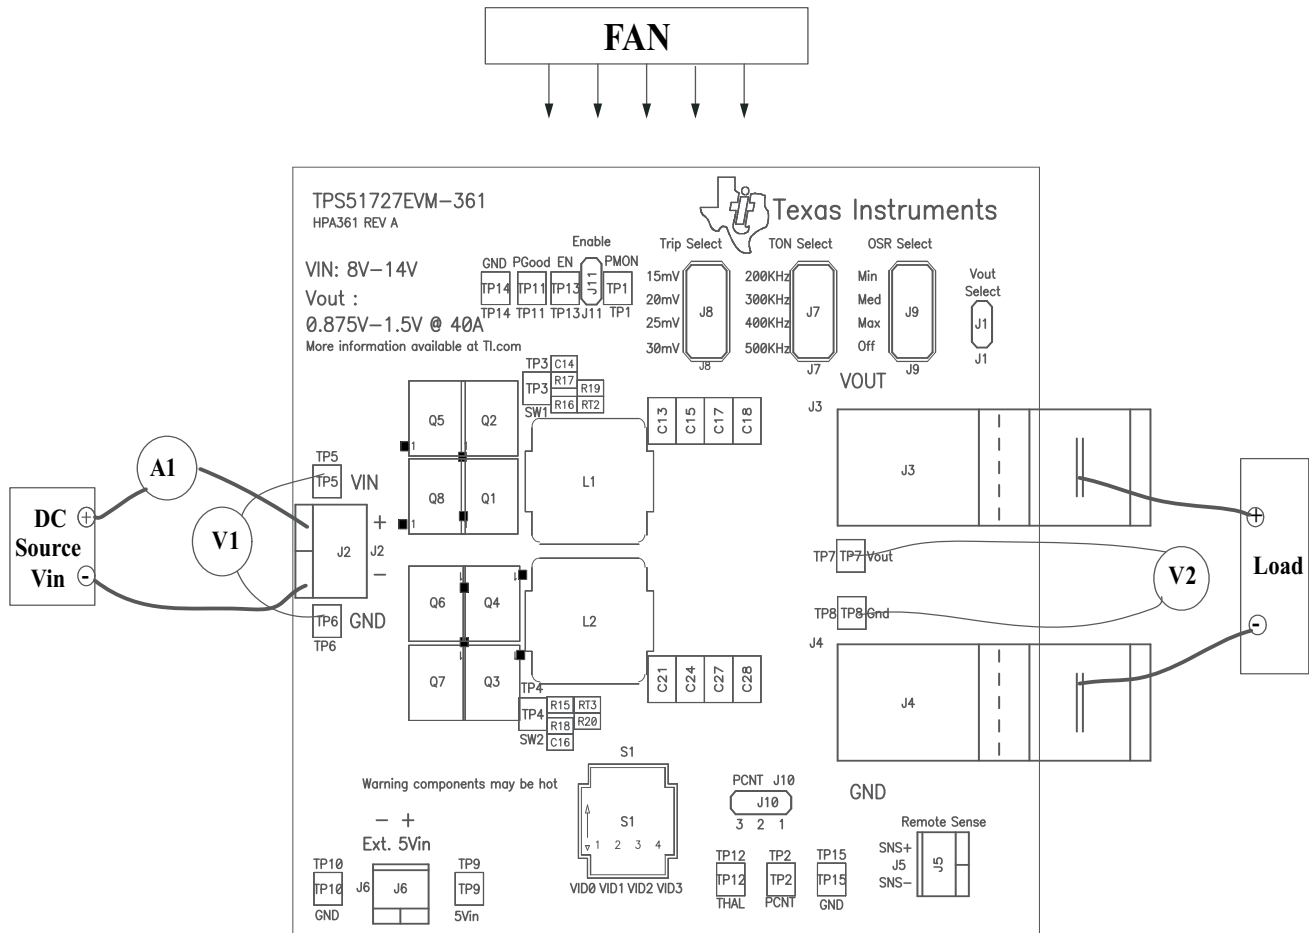 FAN
TPS51727EVM-361
HPA361 REV A
Texas Instruments
VIN: 8V-14V
Vout :
0.875V-1.5V @ 40A
More information available at TI.com
Enable
GND PGood EN PMON
TP14 TP11 TP13 J11 TP1
TP14 TP11 TP13 J11 TP1
Trip Select
15mV
20mV
25mV
30mV
J8
J8
TON Select
200KHz
300KHz
400KHz
500KHz
J7
J7
OSR Select
Min
Med
Max
Off
J9
J9
Vout
Select
J1
J1
TP3 C14
TP3 R17 R19
R16 RT2
SW1
Q5 Q2
1
1
Q8 Q1
1
L1
C13 C15 C17 C18
VOUT
J3
J3
A1
TP5
TP5 VIN
DC
Source
Vin
+
-
V1
J2 J2
+
-
TP6 GND
TP6
TP7 TP7 Vout
TP8 TP8 Gnd
V2
+
Load
-
Q6 Q4
1
1
Q7 Q3
1
1
L2
C21 C24 C27 C28
TP4
TP4 R15 RT3
R18 R20
SW2 C16
J4
J4
GND
Warning components may be hot
S1
S1
1 2 3 4
VID0 VID1 VID2 VID3
PCNT J10
J10
3 2 1
- +
Ext. 5Vin
TP10
TP10
GND
J6 J6
TP9
TP9
5Vin
TP12 TP2 TP15
TP12 TP2 TP15
THAL PCNT GND
Remote Sense
SNS+
J5 J5
SNS-